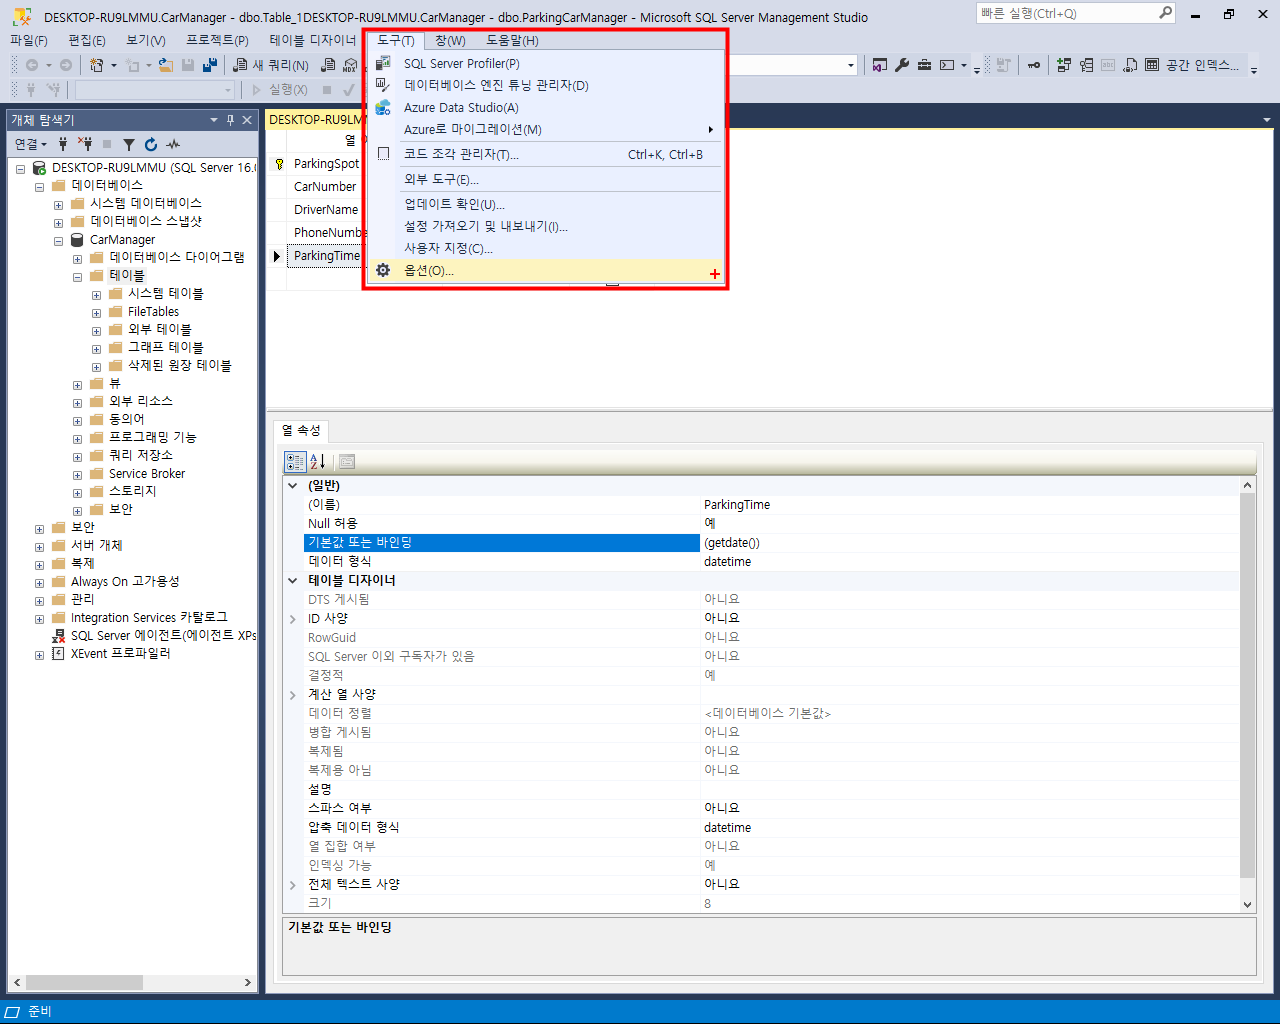 DESKTOP-RU9LMMU.CarManager - dbo.Table_1DESKTOP-RU9LMMU.CarManager - dbo.ParkingCarManager - Microsoft SQL Server Management Studio
빠른 실행(Ctrl+Q)
파일(F) 편집(E) 보기(V) 프로젝트(P) 테이블 디자이너 도구(T) 창(W) 도움말(H)
새 쿼리(N) MDX 공간 인덱스...
실행(X)
SQL Server Profiler(P)
데이터베이스 엔진 튜닝 관리자(D)
Azure Data Studio(A)
Azure로 마이그레이션(M)
코드 조각 관리자(T)... Ctrl+K, Ctrl+B
외부 도구(E)...
업데이트 확인(U)...
설정 가져오기 및 내보내기(I)...
사용자 지정(C)...
옵션(O)...
개체 탐색기
연결
DESKTOP-RU9LMMU (SQL Server 16.0
데이터베이스
시스템 데이터베이스
데이터베이스 스냅샷
CarManager
데이터베이스 다이어그램
테이블
시스템 테이블
FileTables
외부 테이블
그래프 테이블
삭제된 원장 테이블
뷰
외부 리소스
동의어
프로그래밍 기능
쿼리 저장소
Service Broker
스토리지
보안
보안
서버 개체
복제
Always On 고가용성
관리
Integration Services 카탈로그
SQL Server 에이전트(에이전트 XPs
XEvent 프로파일러
DESKTOP-RU9LM
열
ParkingSpot
CarNumber
DriverName
PhoneNumbe
ParkingTime
열 속성
(일반)
(이름) ParkingTime
Null 허용 예
기본값 또는 바인딩 (getdate())
데이터 형식 datetime
테이블 디자이너
DTS 게시됨 아니요
ID 사양 아니요
RowGuid 아니요
SQL Server 이외 구독자가 있음 아니요
결정적 예
계산 열 사양
데이터 정렬 <데이터베이스 기본값>
병합 게시됨 아니요
복제됨 아니요
복제용 아님 아니요
설명
스파스 여부 아니요
압축 데이터 형식 datetime
열 집합 여부 아니요
인덱싱 가능 예
전체 텍스트 사양 아니요
크기 8
기본값 또는 바인딩
준비